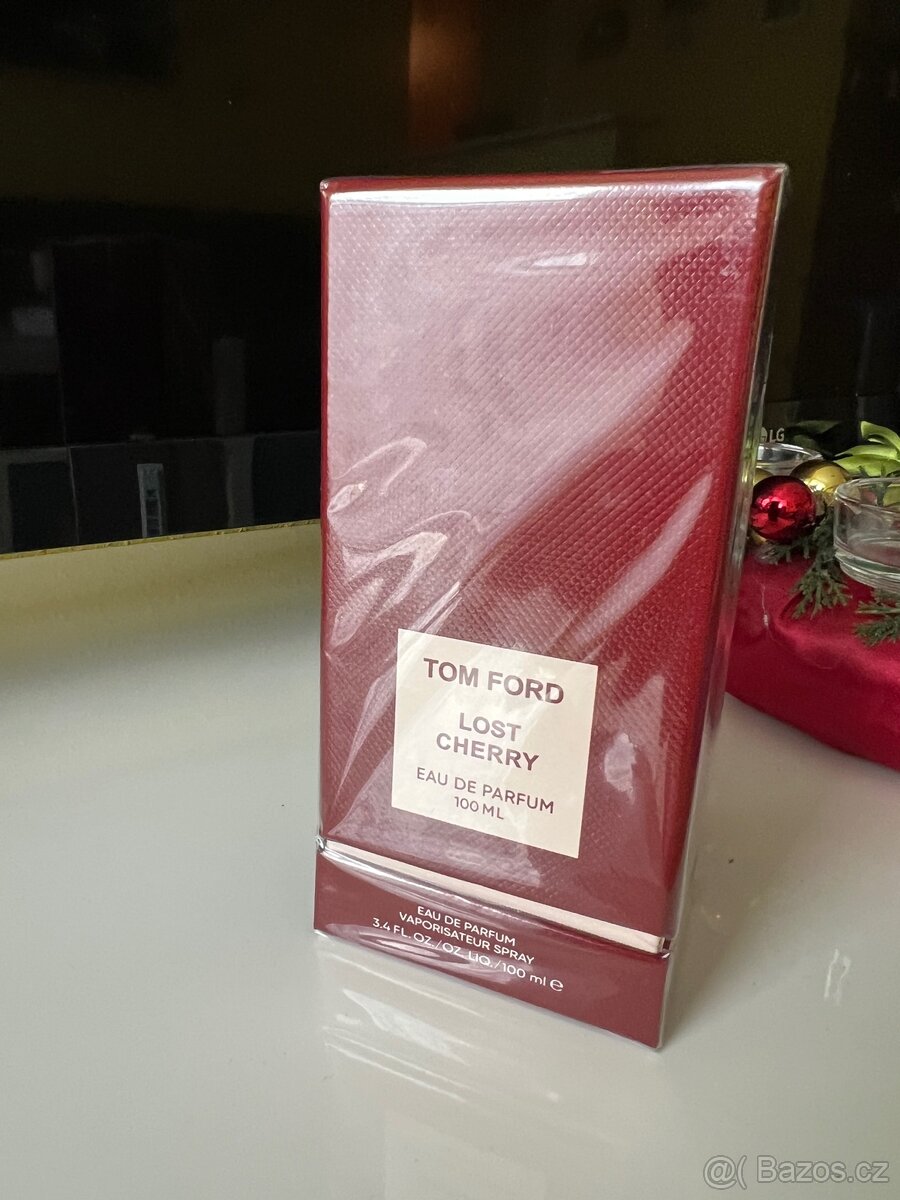 LG
TOM FORD
LOST
CHERRY
EAU DE PARFUM
100 ML
EAU DE PARFUM
VAPORISATEUR SPRAY
3.4 FL. OZ./OZ. LIQ./100 ml e
@( Bazos.cz